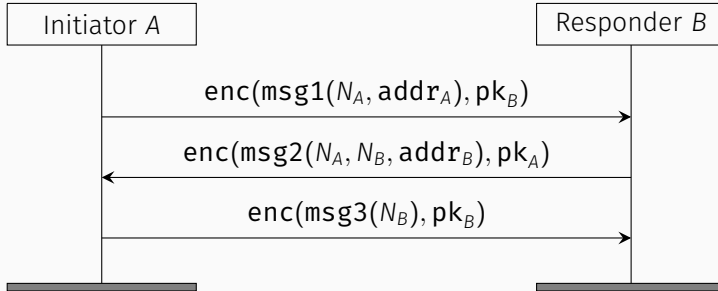 Initiator A
Responder B
enc(msg1(N_A, addr_A), pk_B)
enc(msg2(N_A, N_B, addr_B), pk_A)
enc(msg3(N_B), pk_B)